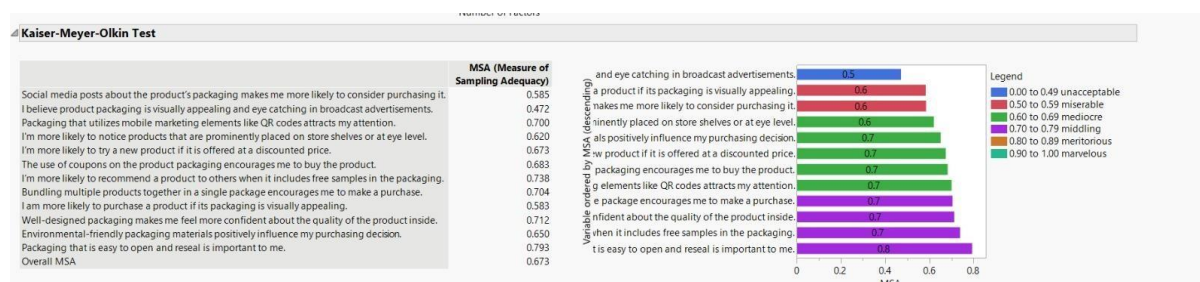 Number of Factors
Kaiser-Meyer-Olkin Test
MSA (Measure of
Sampling Adequacy)
Social media posts about the product's packaging makes me more likely to consider purchasing it. 0.585
I believe product packaging is visually appealing and eye catching in broadcast advertisements. 0.472
Packaging that utilizes mobile marketing elements like QR codes attracts my attention. 0.700
I'm more likely to notice products that are prominently placed on store shelves or at eye level. 0.620
I'm more likely to try a new product if it is offered at a discounted price. 0.673
The use of coupons on the product packaging encourages me to buy the product. 0.683
I'm more likely to recommend a product to others when it includes free samples in the packaging. 0.738
Bundling multiple products together in a single package encourages me to make a purchase. 0.704
I am more likely to purchase a product if its packaging is visually appealing. 0.583
Well-designed packaging makes me feel more confident about the quality of the product inside. 0.712
Environmental-friendly packaging materials positively influence my purchasing decision. 0.650
Packaging that is easy to open and reseal is important to me. 0.793
Overall MSA 0.673
Variable ordered by MSA (descending)
and eye catching in broadcast advertisements. 0.5
a product if its packaging is visually appealing. 0.6
makes me more likely to consider purchasing it. 0.6
minently placed on store shelves or at eye level. 0.6
als positively influence my purchasing decision. 0.7
w product if it is offered at a discounted price. 0.7
packaging encourages me to buy the product. 0.7
g elements like QR codes attracts my attention. 0.7
e package encourages me to make a purchase. 0.7
nfident about the quality of the product inside. 0.7
when it includes free samples in the packaging. 0.7
t is easy to open and reseal is important to me. 0.8
0 0.2 0.4 0.6 0.8
MSA
Legend
0.00 to 0.49 unacceptable
0.50 to 0.59 miserable
0.60 to 0.69 mediocre
0.70 to 0.79 middling
0.80 to 0.89 meritorious
0.90 to 1.00 marvelous